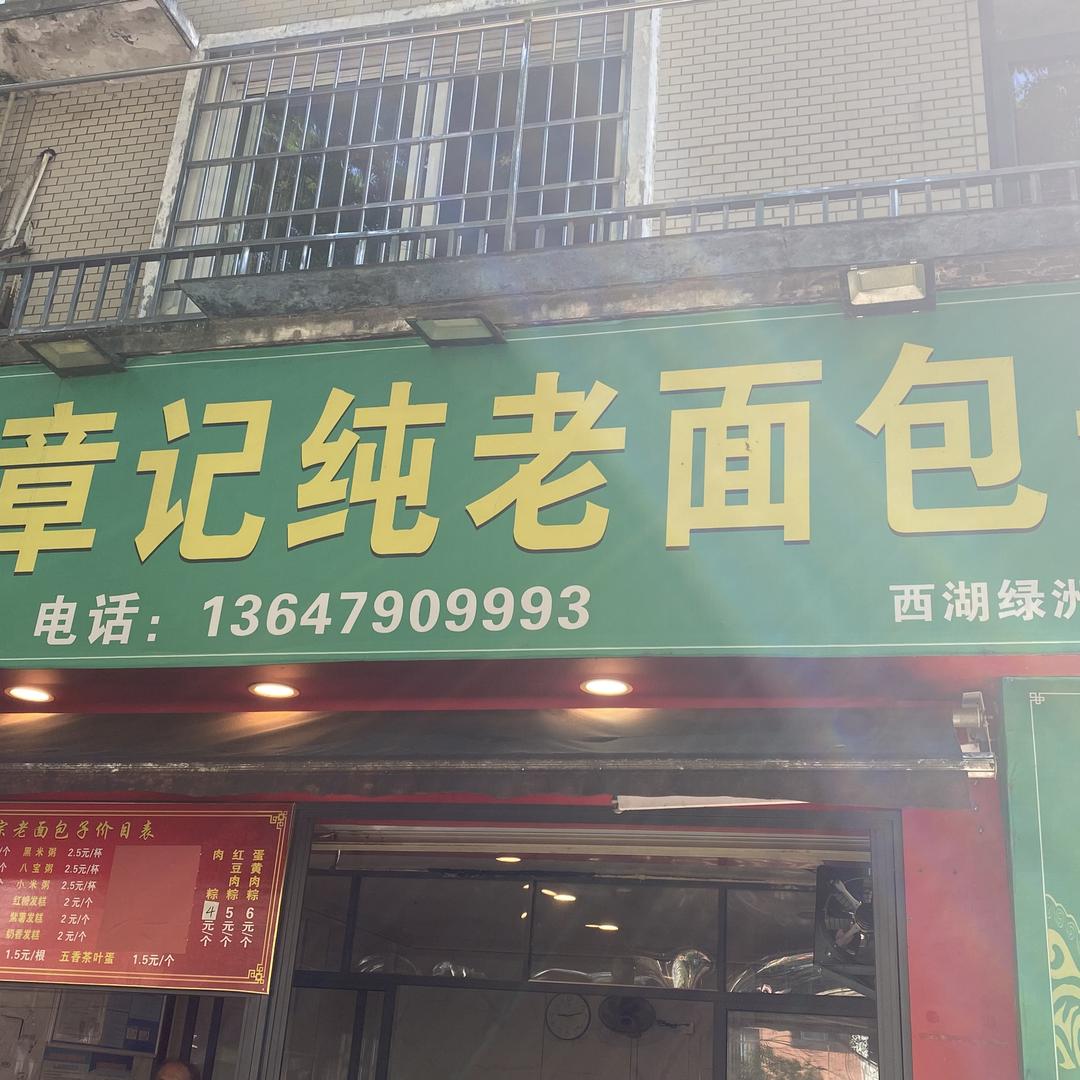 章记纯老面包
电话：13647909993
西湖绿洲
老面包子价目表
黑米粥 2.5元/杯
八宝粥 2.5元/杯
小米粥 2.5元/杯
红糖发糕 2元/个
紫薯发糕 2元/个
奶香发糕 2元/个
1.5元/根 五香茶叶蛋 1.5元/个
肉粽4元/个
红豆肉粽5元/个
蛋黄肉粽6元/个